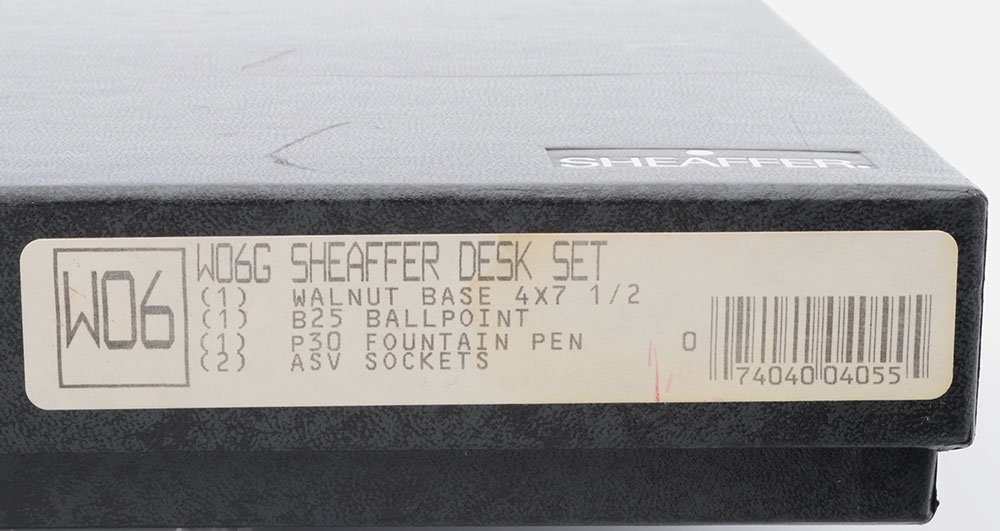 SHEAFFER.
W06
W06G SHEAFFER DESK SET
(1) WALNUT BASE 4X7 1/2
(1) B25 BALLPOINT
(1) P30 FOUNTAIN PEN
(2) ASV SOCKETS
0 74040 04055